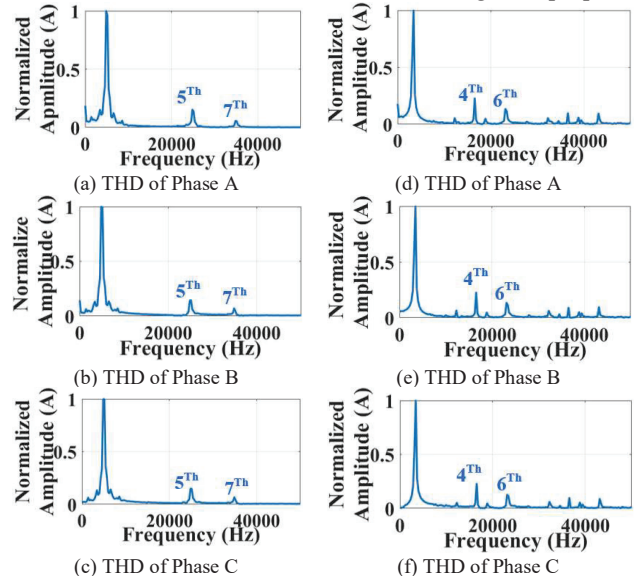 Normalized
Apmlitude (A)
1
0.5
0
5Th
7Th
0 20000 40000
Frequency (Hz)
(a) THD of Phase A
Normalized
Amplitude (A)
1
0.5
0
4Th
6Th
0 20000 40000
Frequency (Hz)
(d) THD of Phase A
Normalize
Amplitude (A)
1
0.5
0
5Th
7Th
0 20000 40000
Frequency (Hz)
(b) THD of Phase B
Normalized
Amplitude (A)
1
0.5
0
4Th
6Th
0 20000 40000
Frequency (Hz)
(e) THD of Phase B
Normalized
Amplitude (A)
1
0.5
0
5Th
7Th
0 20000 40000
Frequency (Hz)
(c) THD of Phase C
Normalized
Amplitude (A)
1
0.5
0
4Th
6Th
0 20000 40000
Frequency (Hz)
(f) THD of Phase C